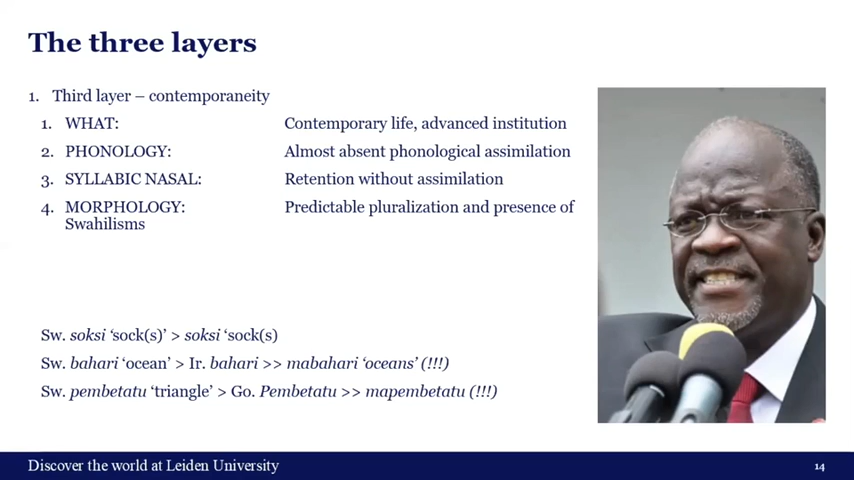 The three layers
1. Third layer – contemporaneity
1. WHAT: Contemporary life, advanced institution
2. PHONOLOGY: Almost absent phonological assimilation
3. SYLLABIC NASAL: Retention without assimilation
4. MORPHOLOGY: Predictable pluralization and presence of
Swahilisms
Sw. soksi ‘sock(s)’ > soksi ‘sock(s)
Sw. bahari ‘ocean’ > Ir. bahari >> mabahari ‘oceans’ (!!!)
Sw. pembetatu ‘triangle’ > Go. Pembetatu >> mapembetatu (!!!)
Discover the world at Leiden University
14